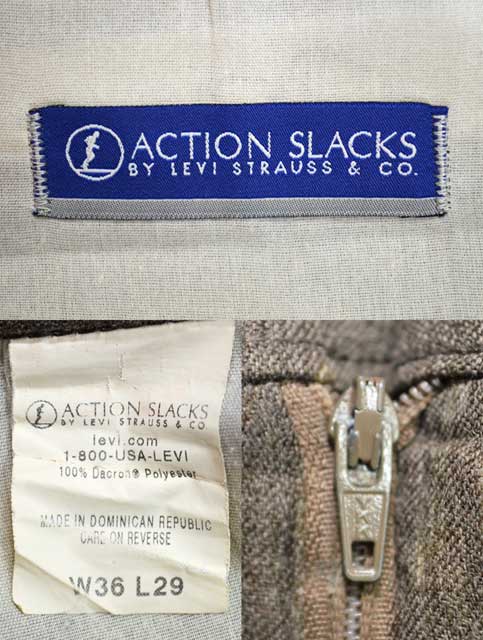 ACTION SLACKS
BY LEVI STRAUSS & CO.
ACTION SLACKS
BY LEVI STRAUSS & CO
levi.com
1-800-USA-LEVI
100% Dacron® Polyester
MADE IN DOMINICAN REPUBLIC
CARE ON REVERSE
W36 L29